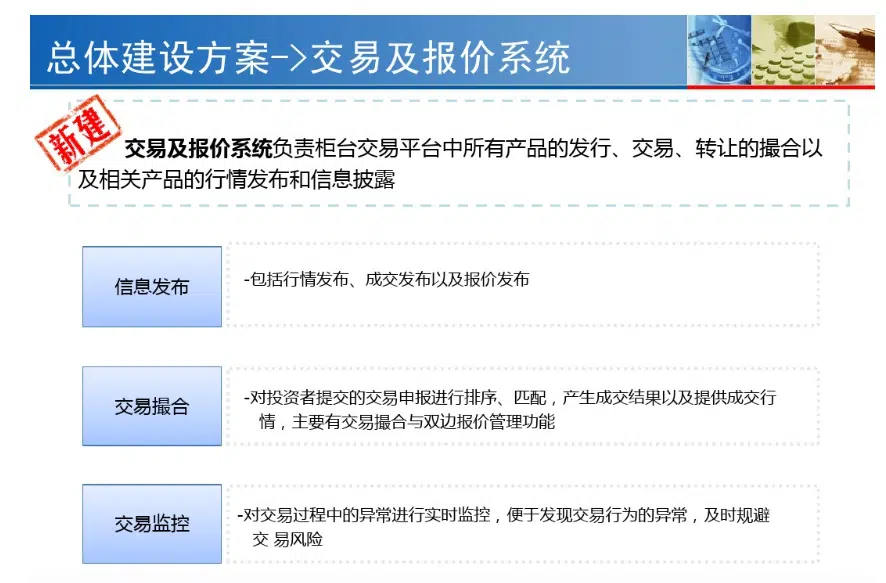 总体建设方案->交易及报价系统
新建
交易及报价系统负责柜台交易平台中所有产品的发行、交易、转让的撮合以
及相关产品的行情发布和信息披露
信息发布
-包括行情发布、成交发布以及报价发布
交易撮合
-对投资者提交的交易申报进行排序、匹配，产生成交结果以及提供成交行
情，主要有交易撮合与双边报价管理功能
交易监控
-对交易过程中的异常进行实时监控，便于发现交易行为的异常，及时规避
交 易风险